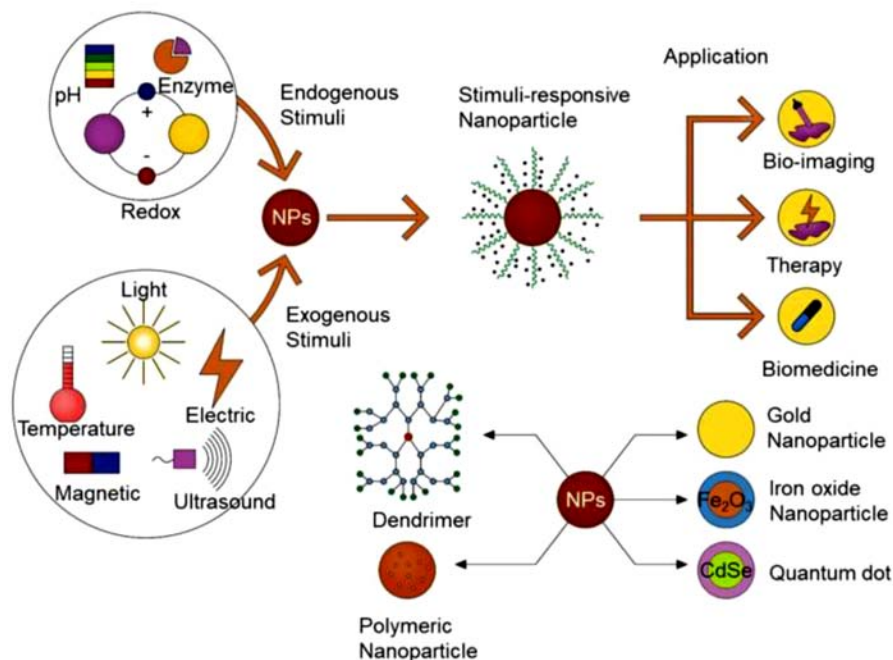 pH
Enzyme
+
-
Redox
Endogenous
Stimuli
NPs
Exogenous
Stimuli
Light
Temperature
Electric
Magnetic
Ultrasound
Stimuli-responsive
Nanoparticle
Application
Bio-imaging
Therapy
Biomedicine
Dendrimer
Polymeric
Nanoparticle
NPs
Gold
Nanoparticle
Fe₂O₃
Iron oxide
Nanoparticle
CdSe
Quantum dot